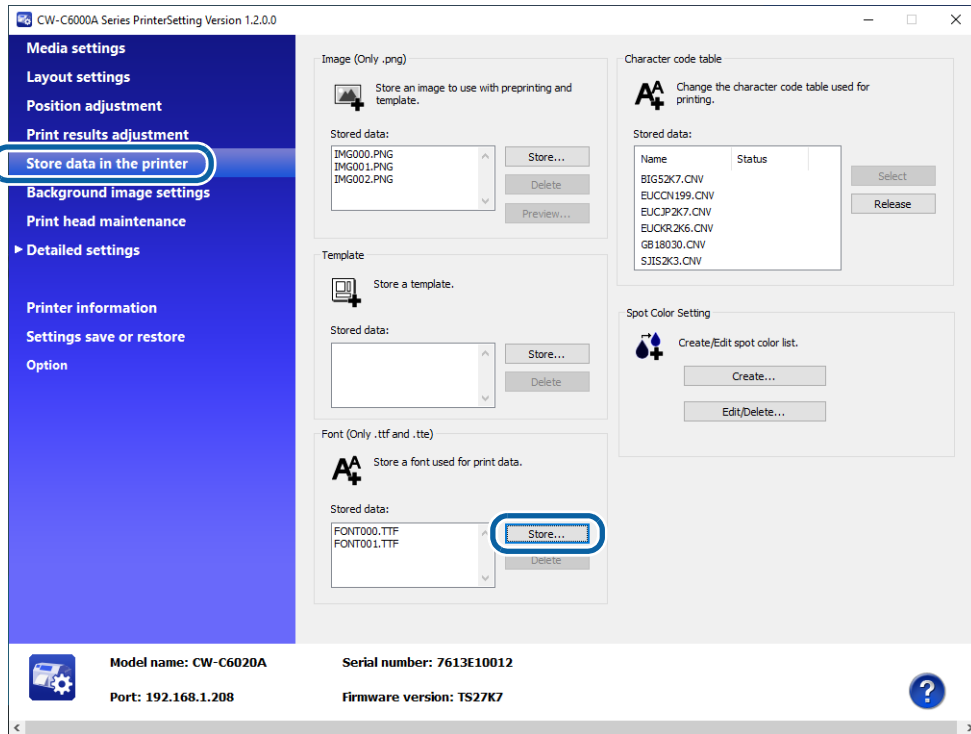 CW-C6000A Series PrinterSetting Version 1.2.0.0
Media settings
Layout settings
Position adjustment
Print results adjustment
Store data in the printer
Background image settings
Print head maintenance
Detailed settings
Printer information
Settings save or restore
Option
Image (Only .png)
Store an image to use with preprinting and
template.
Stored data:
IMG000.PNG
IMG001.PNG
IMG002.PNG
Store...
Delete
Preview...
Template
Store a template.
Stored data:
Store...
Delete
Font (Only .ttf and .tte)
Store a font used for print data.
Stored data:
FONT000.TTF
FONT001.TTF
Store...
Delete
Character code table
Change the character code table used for
printing.
Stored data:
Name Status
BIG52K7.CNV
EUCCN199.CNV
EUCJP2K7.CNV
EUCKR2K6.CNV
GB18030.CNV
SJIS2K3.CNV
Select
Release
Spot Color Setting
Create/Edit spot color list.
Create...
Edit/Delete...
Model name: CW-C6020A
Serial number: 7613E10012
Port: 192.168.1.208
Firmware version: TS27K7
?